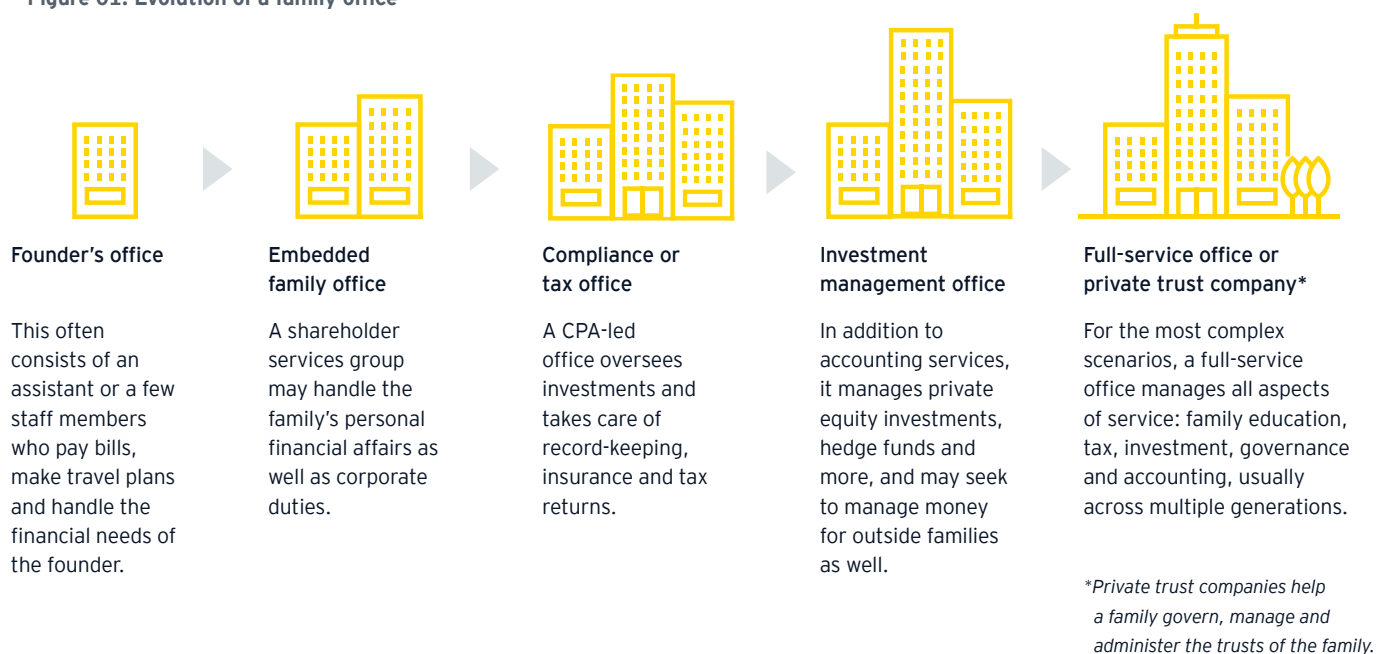 Figure 01: Evolution of a family office
Founder's office
This often
consists of an
assistant or a few
staff members
who pay bills,
make travel plans
and handle the
financial needs of
the founder.
Embedded
family office
A shareholder
services group
may handle the
family's personal
financial affairs as
well as corporate
duties.
Compliance or
tax office
A CPA-led
office oversees
investments and
takes care of
record-keeping,
insurance and tax
returns.
Investment
management office
In addition to
accounting services,
it manages private
equity investments,
hedge funds and
more, and may seek
to manage money
for outside families
as well.
Full-service office or
private trust company*
For the most complex
scenarios, a full-service
office manages all aspects
of service: family education,
tax, investment, governance
and accounting, usually
across multiple generations.
*Private trust companies help
a family govern, manage and
administer the trusts of the family.